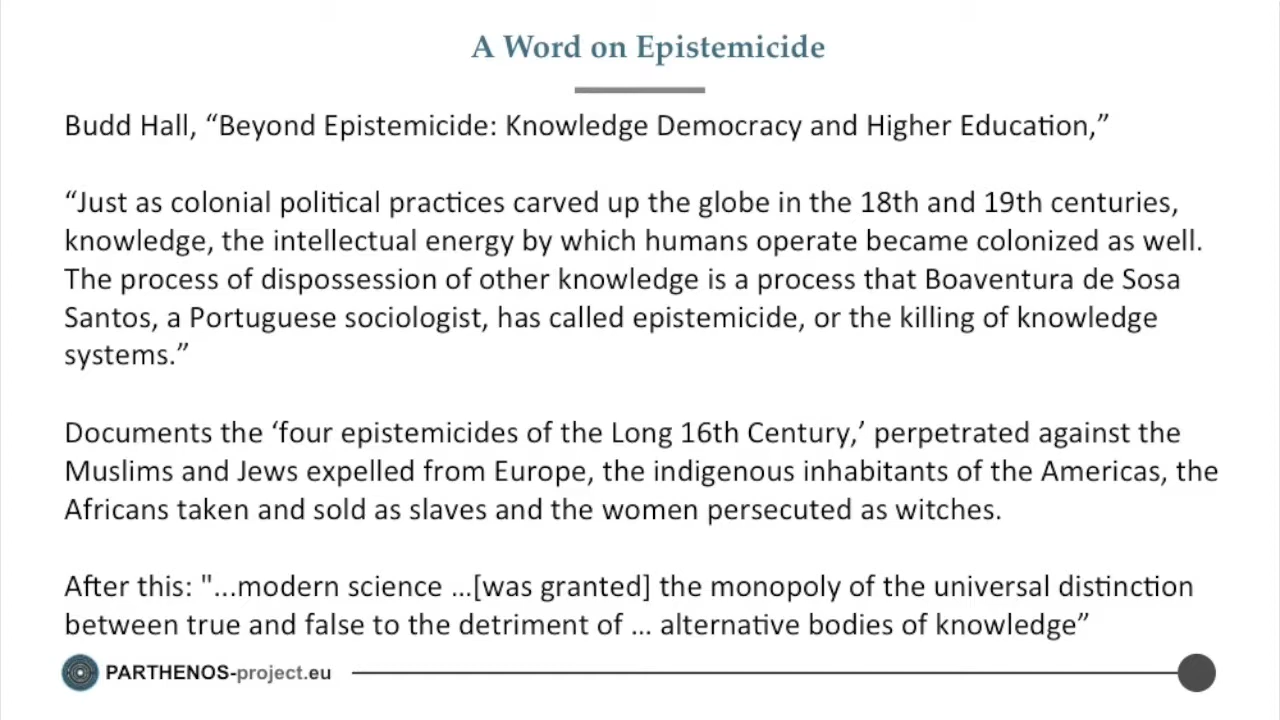 A Word on Epistemicide
Budd Hall, “Beyond Epistemicide: Knowledge Democracy and Higher Education,”
“Just as colonial political practices carved up the globe in the 18th and 19th centuries,
knowledge, the intellectual energy by which humans operate became colonized as well.
The process of dispossession of other knowledge is a process that Boaventura de Sosa
Santos, a Portuguese sociologist, has called epistemicide, or the killing of knowledge
systems.”
Documents the ‘four epistemicides of the Long 16th Century,’ perpetrated against the
Muslims and Jews expelled from Europe, the indigenous inhabitants of the Americas, the
Africans taken and sold as slaves and the women persecuted as witches.
After this: "...modern science ...[was granted] the monopoly of the universal distinction
between true and false to the detriment of ... alternative bodies of knowledge”
PARTHENOS-project.eu